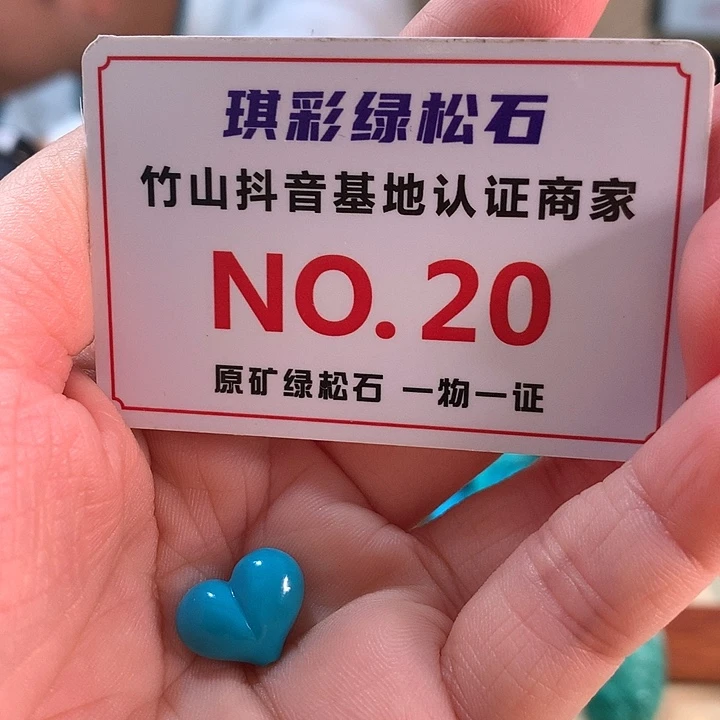 琪彩绿松石
竹山抖音基地认证商家
NO.20
原矿绿松石 一物一证